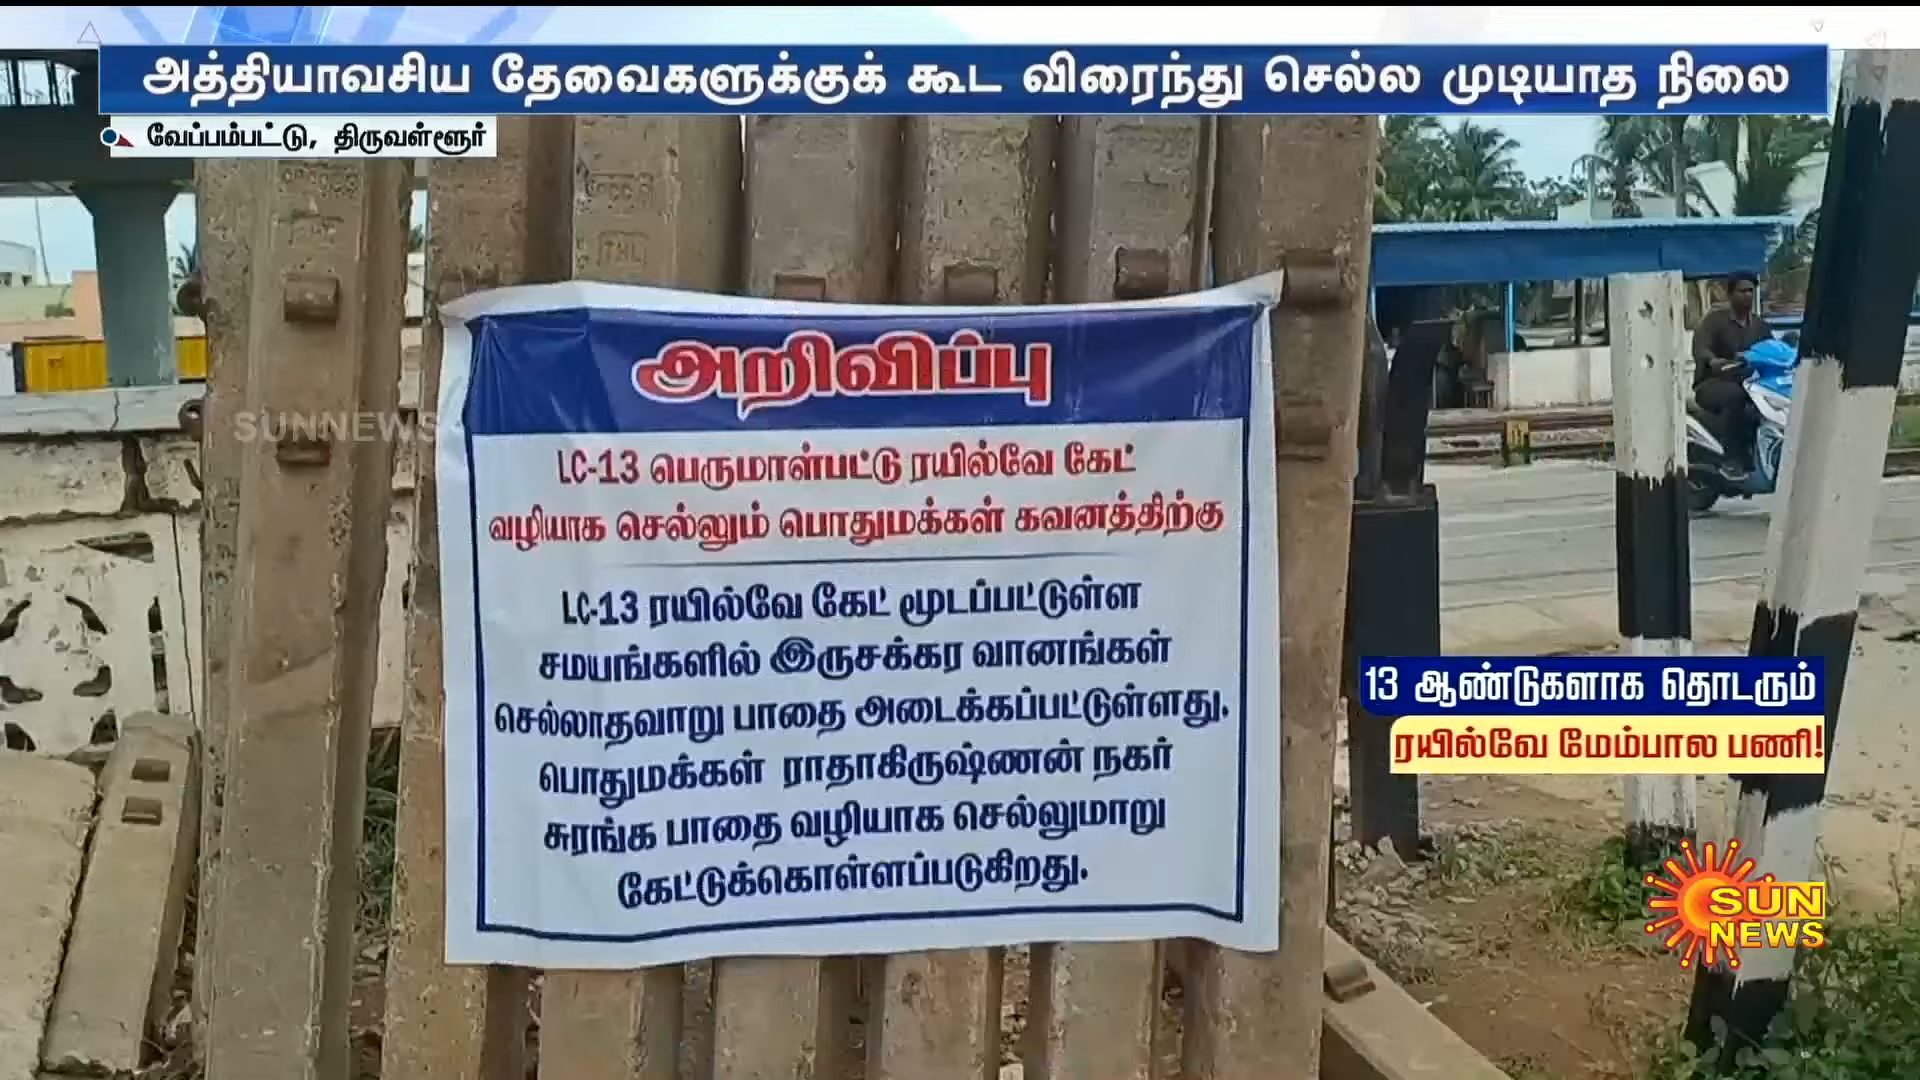 அத்தியாவசிய தேவைகளுக்குக் கூட விரைந்து செல்ல முடியாத நிலை
வேப்பம்பட்டு, திருவள்ளூர்
SUNNEWS
அறிவிப்பு
LC-13 பெருமாள்பட்டு ரயில்வே கேட்
வழியாக செல்லும் பொதுமக்கள் கவனத்திற்கு
LC-13 ரயில்வே கேட் மூடப்பட்டுள்ள
சமயங்களில் இருசக்கர வானங்கள்
செல்லாதவாறு பாதை அடைக்கப்பட்டுள்ளது.
பொதுமக்கள் ராதாகிருஷ்ணன் நகர்
சுரங்க பாதை வழியாக செல்லுமாறு
கேட்டுக்கொள்ளப்படுகிறது.
13 ஆண்டுகளாக தொடரும்
ரயில்வே மேம்பால பணி!
SUN
NEWS